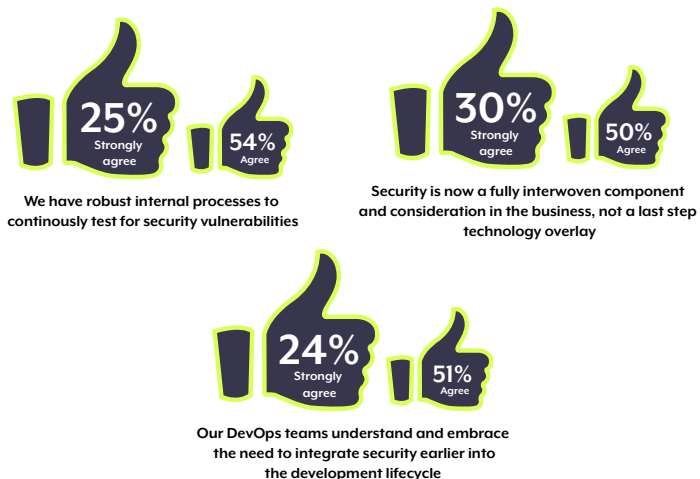 25%
Strongly
agree
54%
Agree
We have robust internal processes to
continously test for security vulnerabilities
30%
Strongly
agree
50%
Agree
Security is now a fully interwoven component
and consideration in the business, not a last step
technology overlay
24%
Strongly
agree
51%
Agree
Our DevOps teams understand and embrace
the need to integrate security earlier into
the development lifecycle